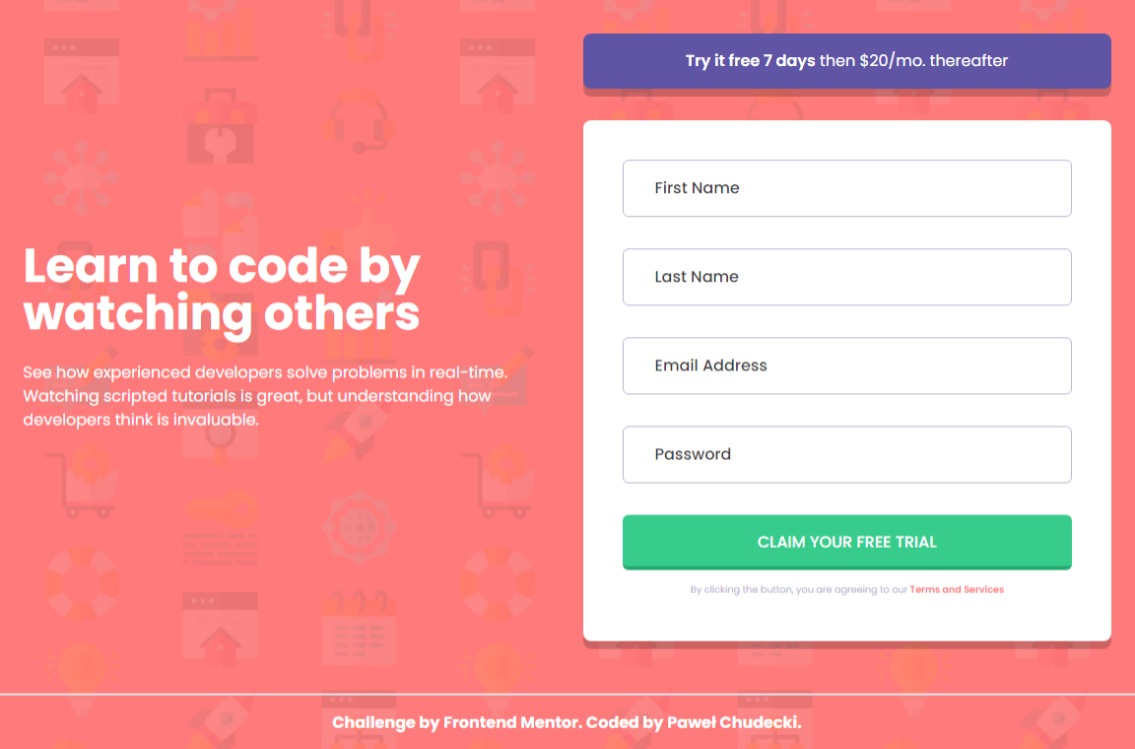 Learn to code by
watching others
See how experienced developers solve problems in real-time.
Watching scripted tutorials is great, but understanding how
developers think is invaluable.
Try it free 7 days then $20/mo. thereafter
First Name
Last Name
Email Address
Password
CLAIM YOUR FREE TRIAL
By clicking the button, you are agreeing to our Terms and Services
Challenge by Frontend Mentor. Coded by Paweł Chudecki.